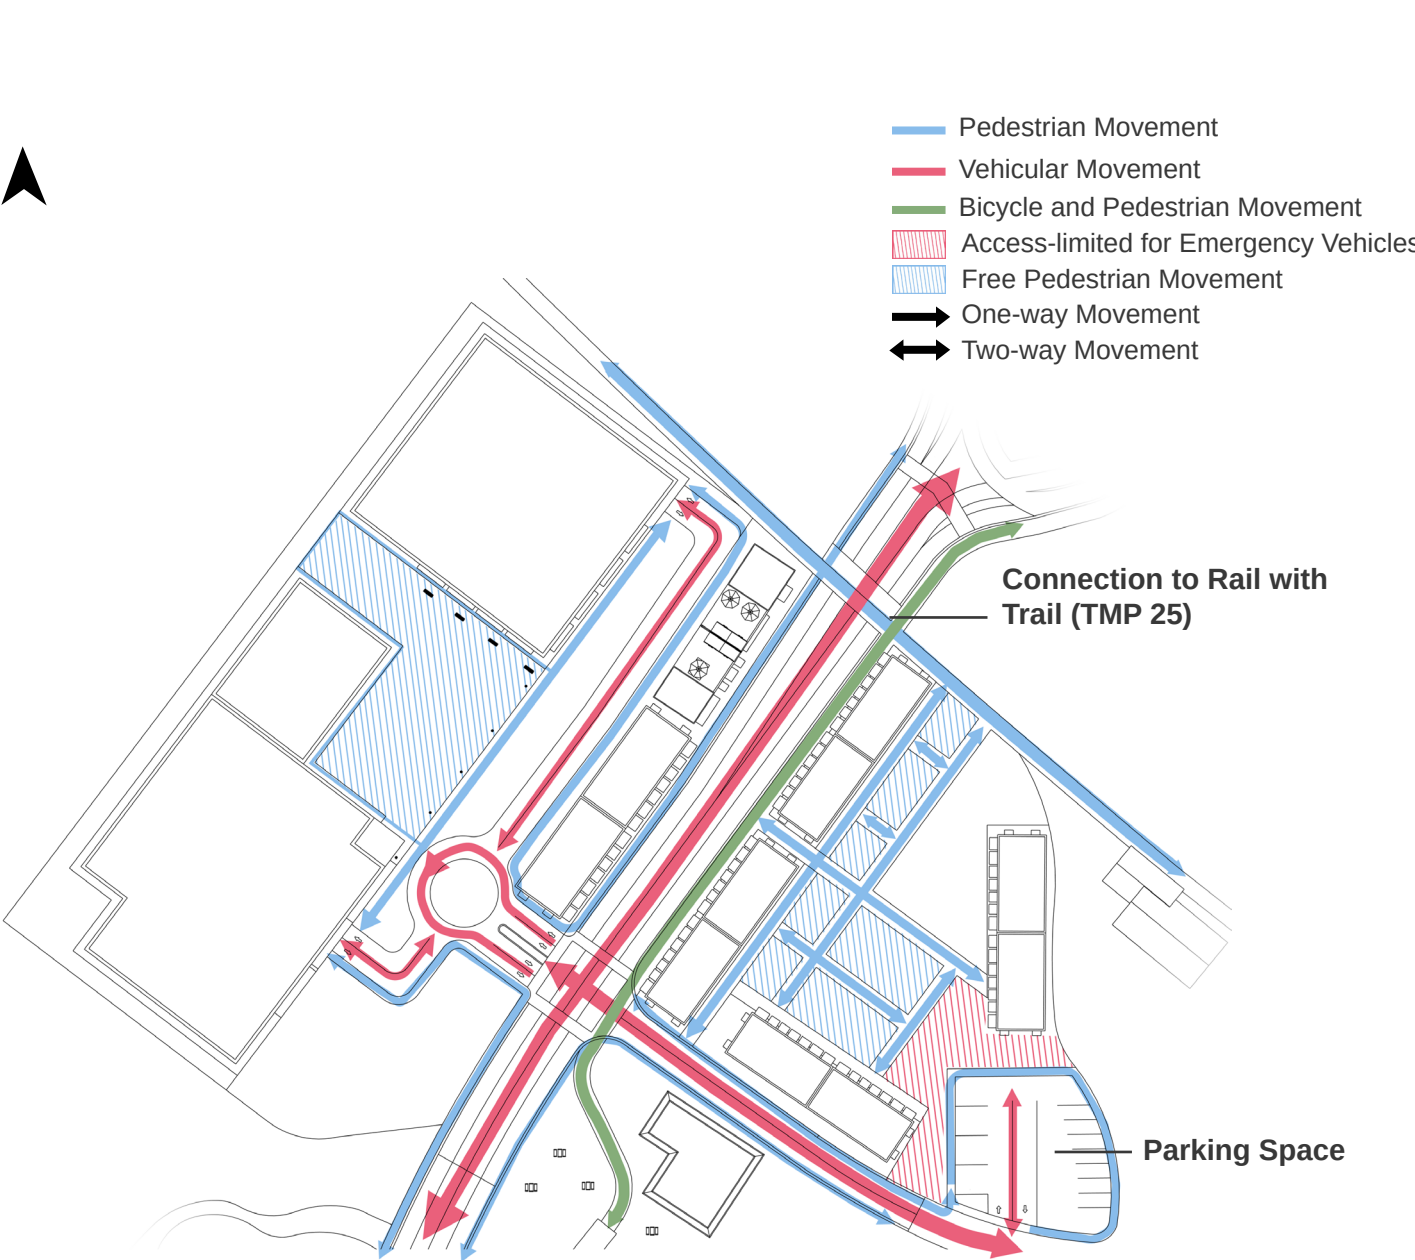 Pedestrian Movement
Vehicular Movement
Bicycle and Pedestrian Movement
Access-limited for Emergency Vehicles
Free Pedestrian Movement
One-way Movement
Two-way Movement
Connection to Rail with
Trail (TMP 25)
Parking Space